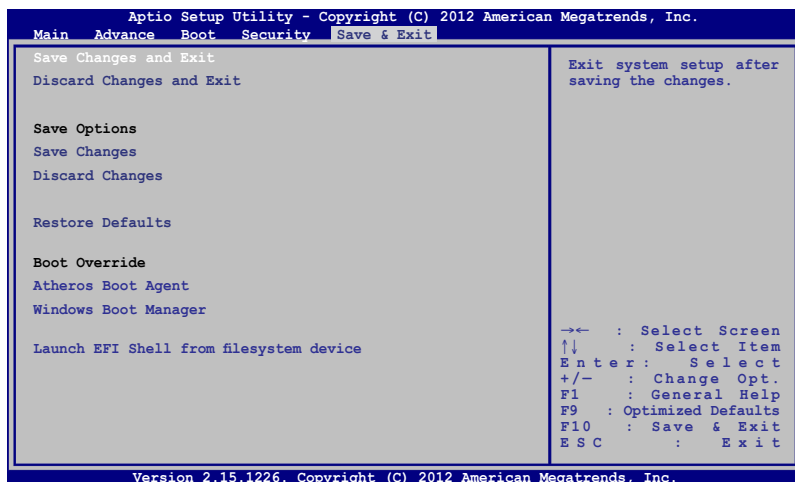 Aptio Setup Utility - Copyright (C) 2012 American Megatrends, Inc.
Main Advance Boot Security Save & Exit
Save Changes and Exit
Discard Changes and Exit
Save Options
Save Changes
Discard Changes
Restore Defaults
Boot Override
Atheros Boot Agent
Windows Boot Manager
Launch EFI Shell from filesystem device
Exit system setup after
saving the changes.
→← : Select Screen
↑↓ : Select Item
Enter: Select
+/— : Change Opt.
F1 : General Help
F9 : Optimized Defaults
F10 : Save & Exit
ESC : Exit
Version 2.15.1226. Copyright (C) 2012 American Megatrends, Inc.